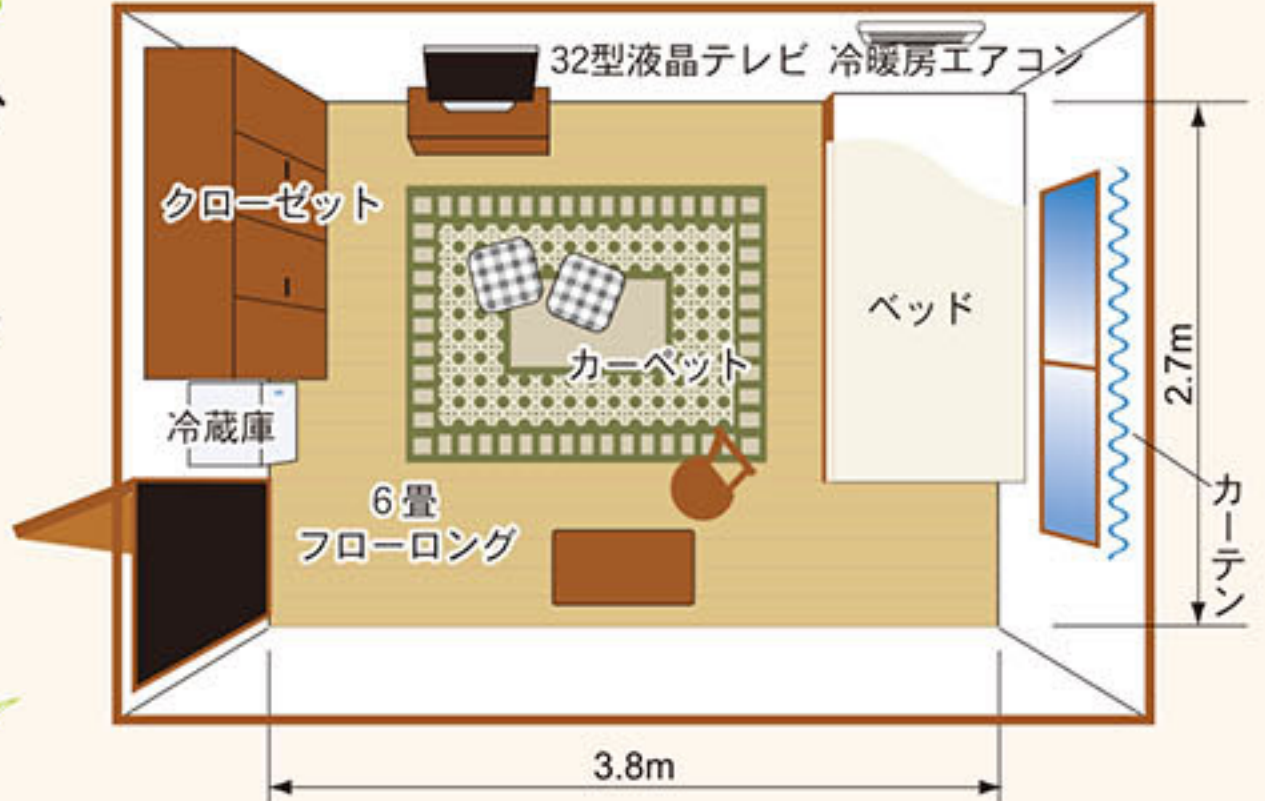 32型液晶テレビ
冷暖房エアコン
クローゼット
ベッド
カーペット
冷蔵庫
6畳
フローロング
2.7m
カーテン
3.8m